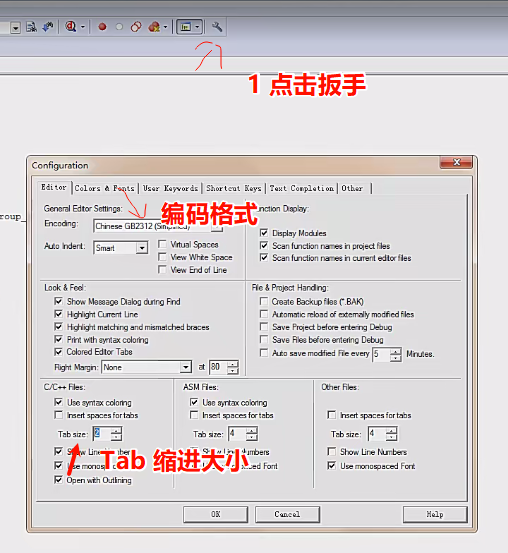 1 点击扳手
Configuration
Editor Colors & Fonts User Keywords Shortcut Keys Text Completion Other
General Editor Settings:
Encoding: Chinese GB2312 (Simplified)
编码格式
Auto Indent: Smart
Virtual Spaces
View White Space
View End of Line
Function Display:
Display Modules
Scan function names in project files
Scan function names in current editor files
Look & Feel:
Show Message Dialog during Find
Highlight Current Line
Highlight matching and mismatched braces
Print with syntax coloring
Colored Editor Tabs
Right Margin: None at 80
File & Project Handling:
Create Backup files (*.BAK)
Automatic reload of externally modified files
Save Project before entering Debug
Save Files before entering Debug
Auto save modified File every 5 Minutes.
roup_
C/C++ Files:
Use syntax coloring
Insert spaces for tabs
Tab size: 2
Show Line Numbers
Use monospaced
Open with Outlining
Tab 缩进大小
ASM Files:
Use syntax coloring
Insert spaces for tabs
Tab size: 4
Show Line Numbers
Use monospaced Font
Other Files:
Insert spaces for tabs
Tab size: 4
Show Line Numbers
Use monospaced Font
OK Cancel Help